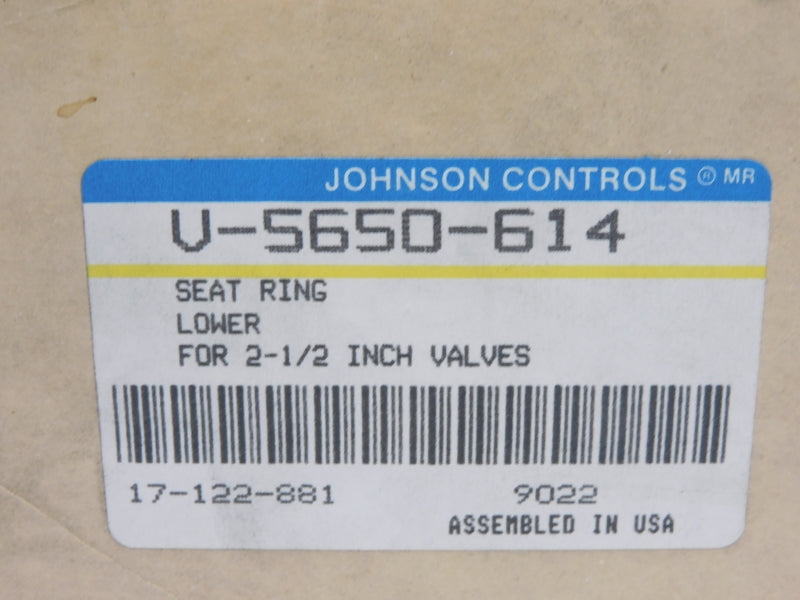 JOHNSON CONTROLS ® MR
V-5650-614
SEAT RING
LOWER
FOR 2-1/2 INCH VALVES
17-122-881 9022
ASSEMBLED IN USA